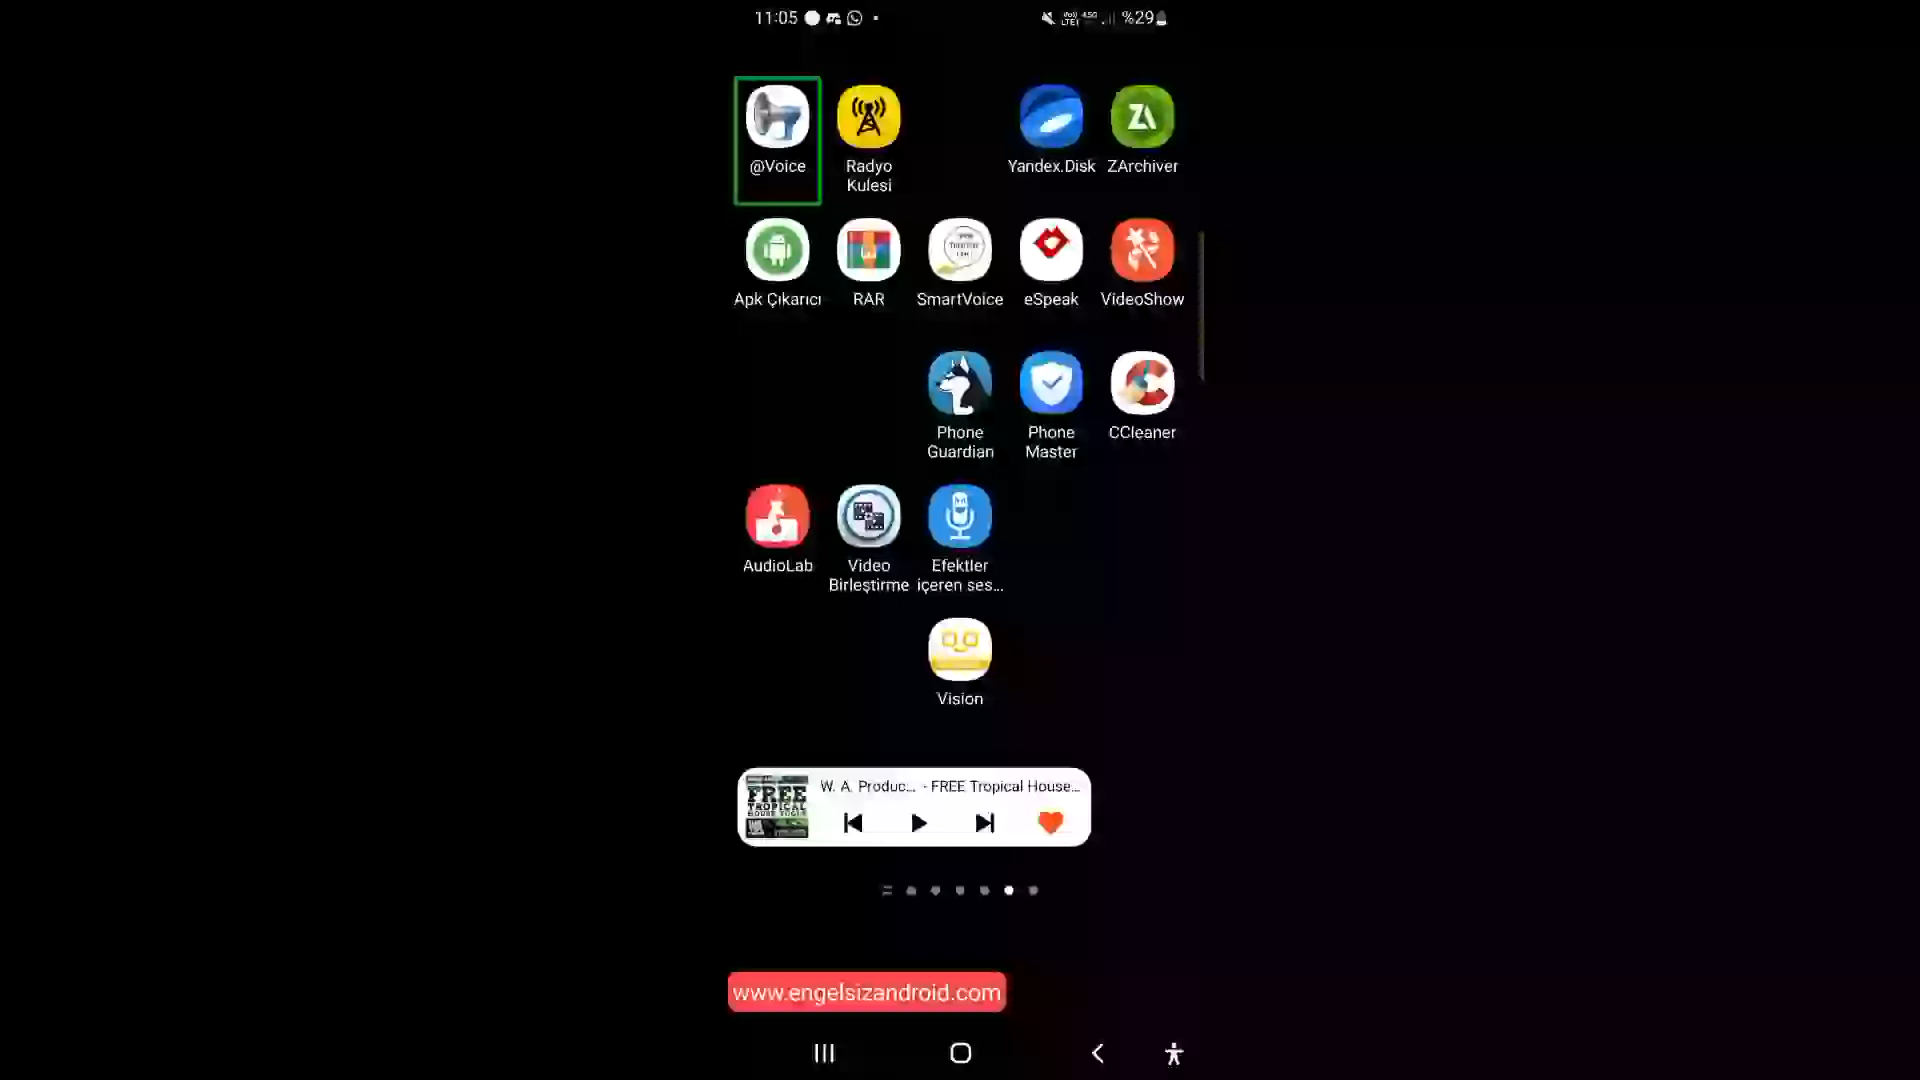 11:05
%29
@Voice
Radyo
Kulesi
Yandex.Disk
ZArchiver
Apk Çıkarıcı
RAR
SmartVoice
eSpeak
VideoShow
Phone
Guardian
Phone
Master
CCleaner
AudioLab
Video
Birleştirme
Efektler
içeren ses...
Vision
FREE
TROPICAL
W. A. Produc... - FREE Tropical House...
www.engelsizandroid.com